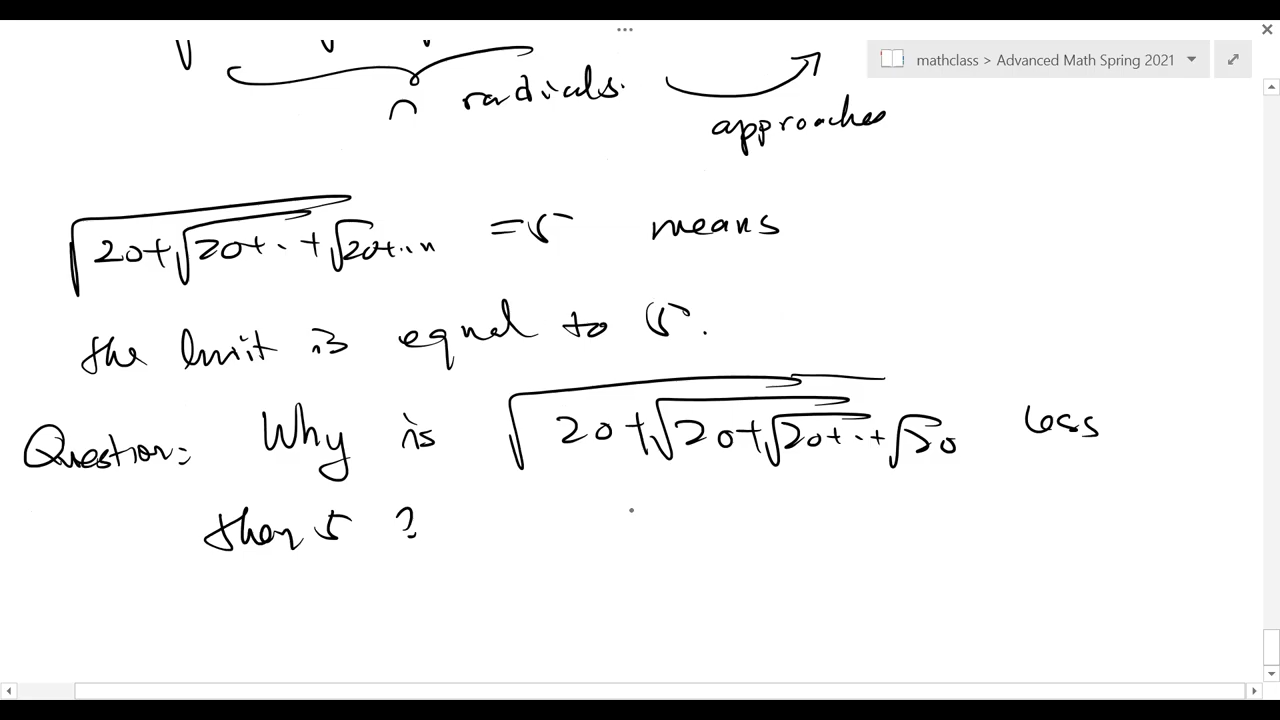 mathclass > Advanced Math Spring 2021
n radicals.
approaches
√(20+√(20+..+√(20+... = 5 means
the limit is equal to 5.
Question: Why is √(20+√(20+√(20+..+√20 less
than 5 ?